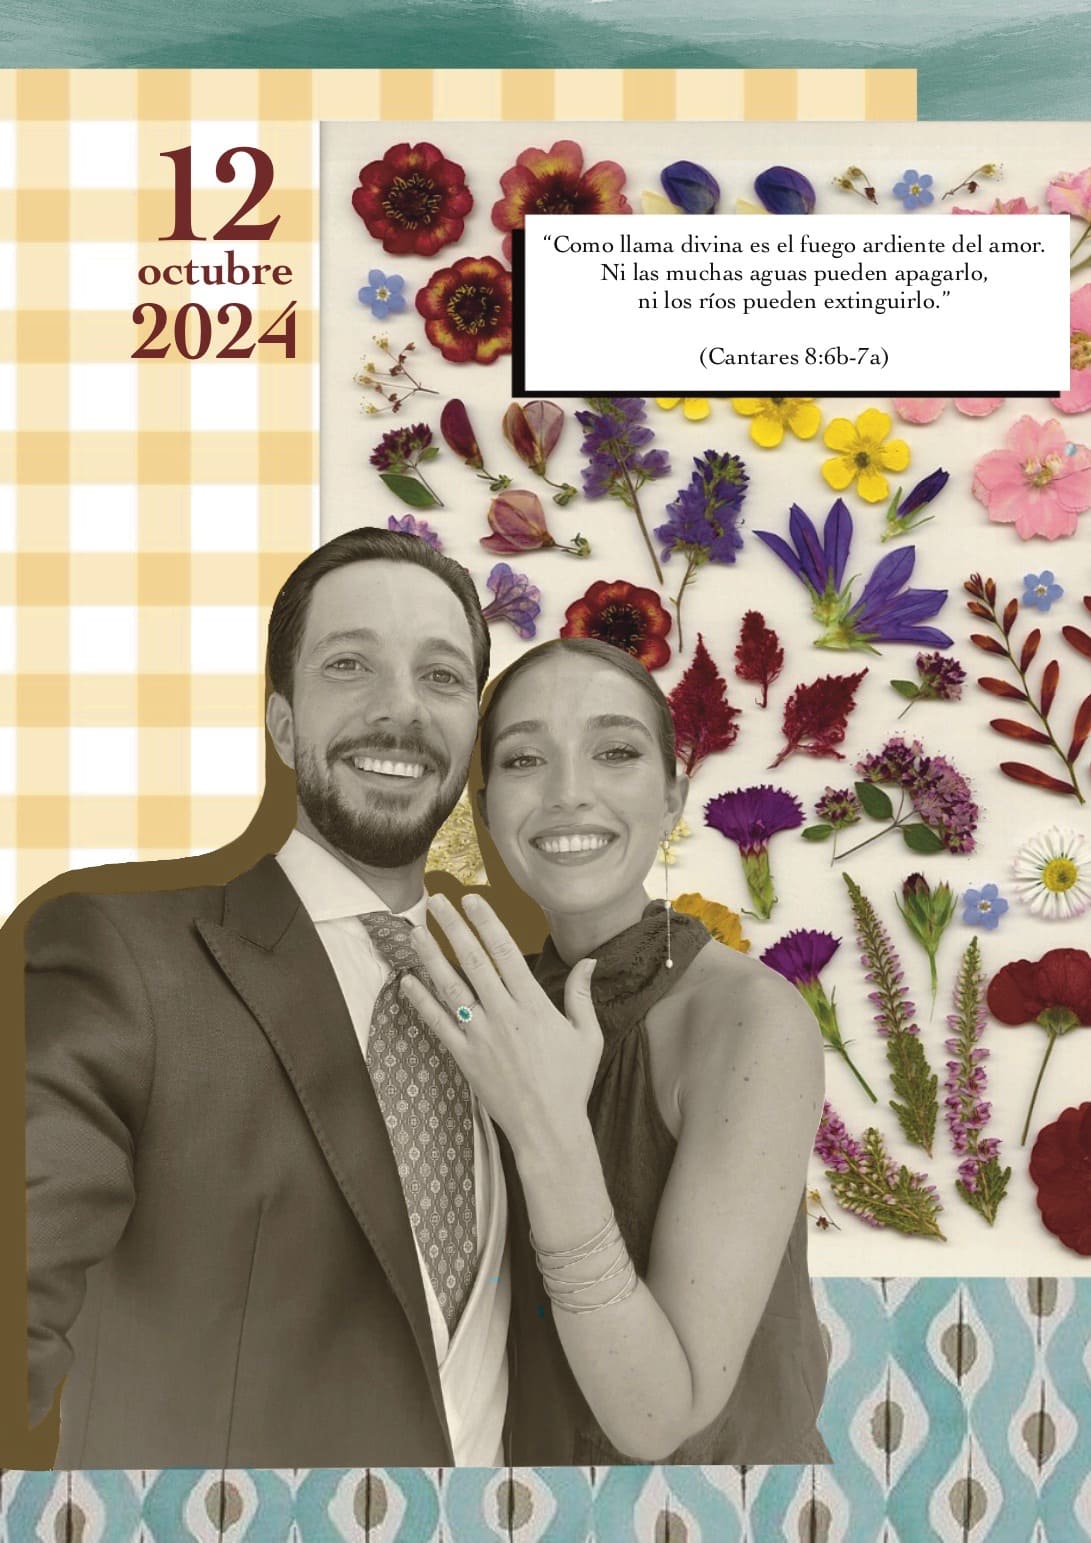 12
octubre
2024
“Como llama divina es el fuego ardiente del amor.
Ni las muchas aguas pueden apagarlo,
ni los ríos pueden extinguirlo.”
(Cantares 8:6b-7a)